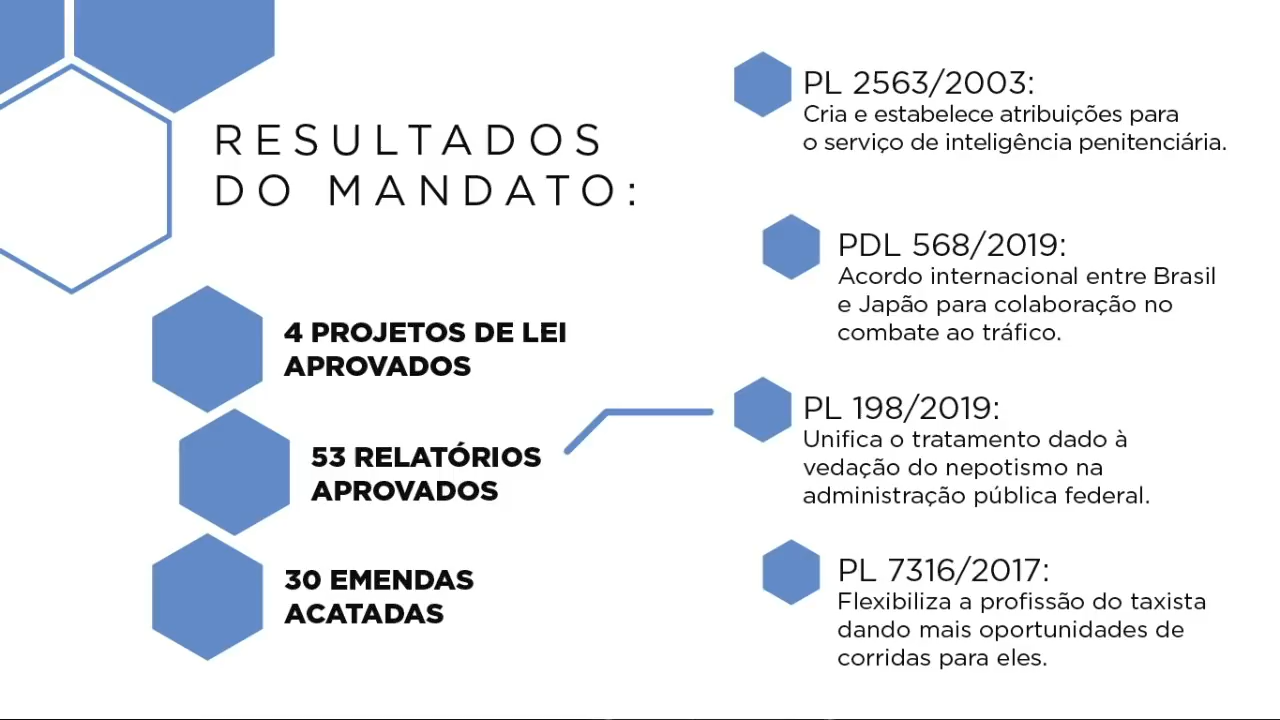 RESULTADOS
DO MANDATO:
4 PROJETOS DE LEI
APROVADOS
53 RELATÓRIOS
APROVADOS
30 EMENDAS
ACATADAS
PL 2563/2003:
Cria e estabelece atribuições para
o serviço de inteligência penitenciária.
PDL 568/2019:
Acordo internacional entre Brasil
e Japão para colaboração no
combate ao tráfico.
PL 198/2019:
Unifica o tratamento dado à
vedação do nepotismo na
administração pública federal.
PL 7316/2017:
Flexibiliza a profissão do taxista
dando mais oportunidades de
corridas para eles.